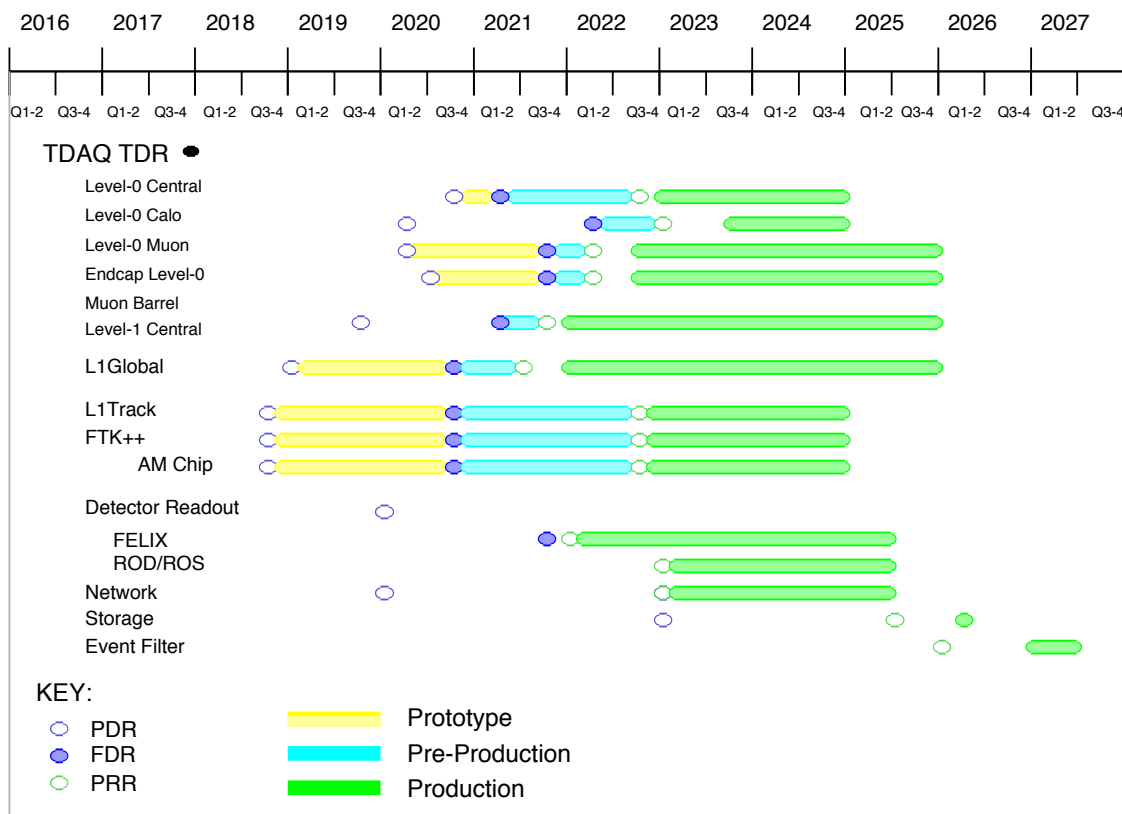 2016 2017 2018 2019 2020 2021 2022 2023 2024 2025 2026 2027
Q1-2 Q3-4 Q1-2 Q3-4 Q1-2 Q3-4 Q1-2 Q3-4 Q1-2 Q3-4 Q1-2 Q3-4 Q1-2 Q3-4 Q1-2 Q3-4 Q1-2 Q3-4 Q1-2 Q3-4 Q1-2 Q3-4 Q1-2 Q3-4
TDAQ TDR
Level-0 Central
Level-0 Calo
Level-0 Muon
Endcap Level-0
Muon Barrel
Level-1 Central
L1Global
L1Track
FTK++
AM Chip
Detector Readout
FELIX
ROD/ROS
Network
Storage
Event Filter
KEY:
PDR
FDR
PRR
Prototype
Pre-Production
Production